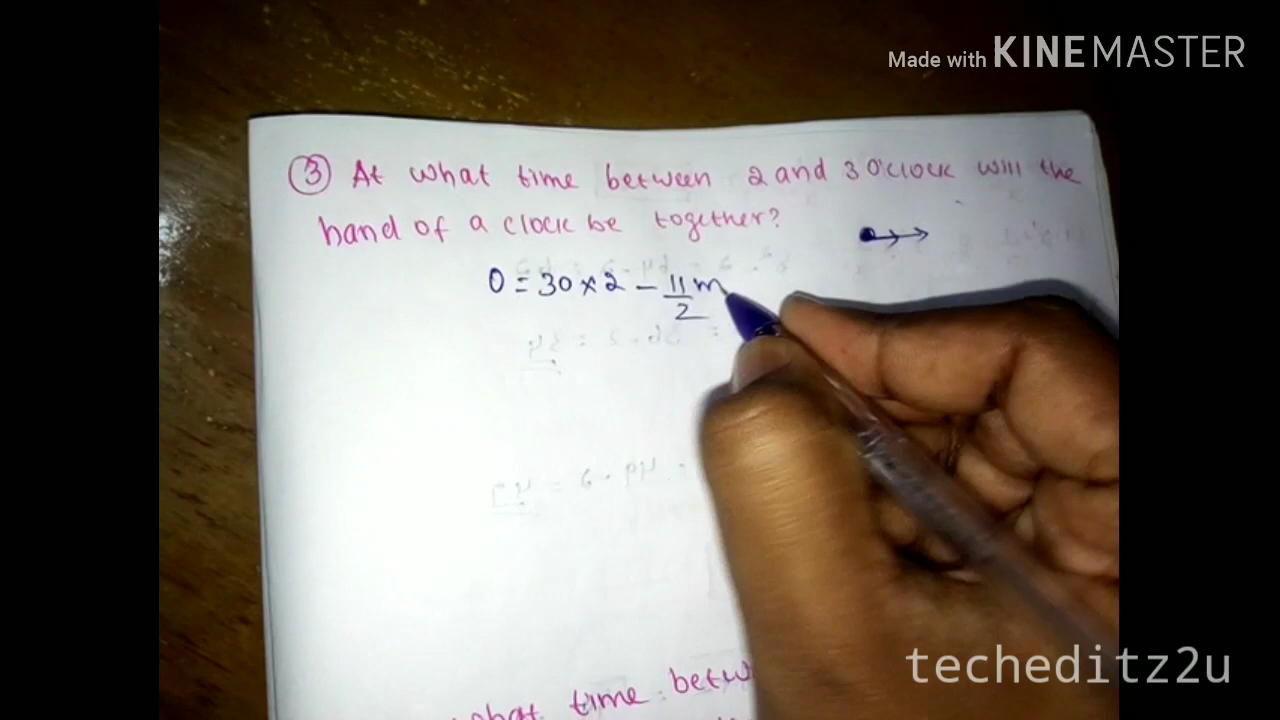 Made with KINEMASTER
③ At what time between 2 and 3 O'clock will the
hand of a clock be together?
0 = 30 × 2 - 11/2 m
what time betw
techeditz2u